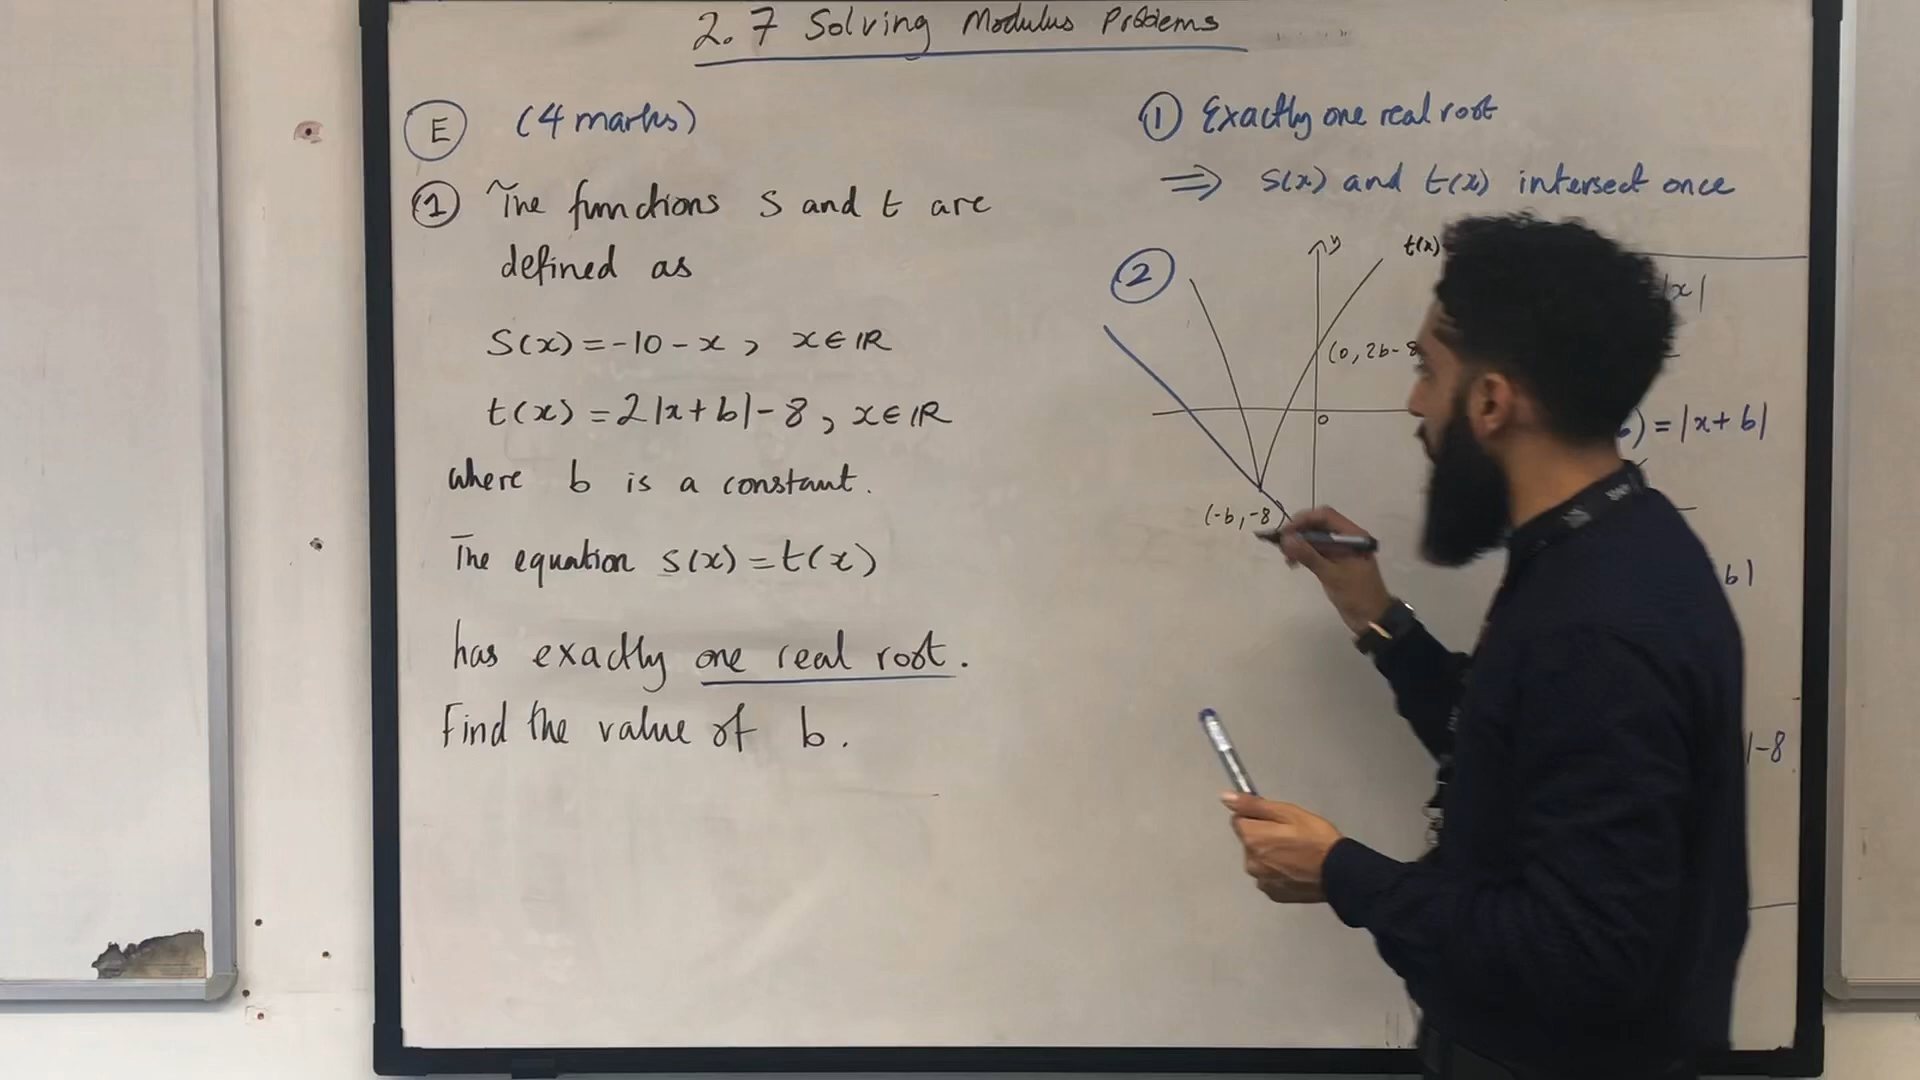 2.7 Solving Modulus Problems
E (4 marks)
1 The functions s and t are
defined as
S(x) = -10 - x, x ∈ ℝ
t(x) = 2|x + b| - 8, x ∈ ℝ
where b is a constant.
The equation s(x) = t(x)
has exactly one real root.
Find the value of b.
1 Exactly one real root
⟹ s(x) and t(x) intersect once
2
y
t(x)
(0, 2b - 8
0
(-b, -8)
|x|
) = |x + b|
b|
| - 8